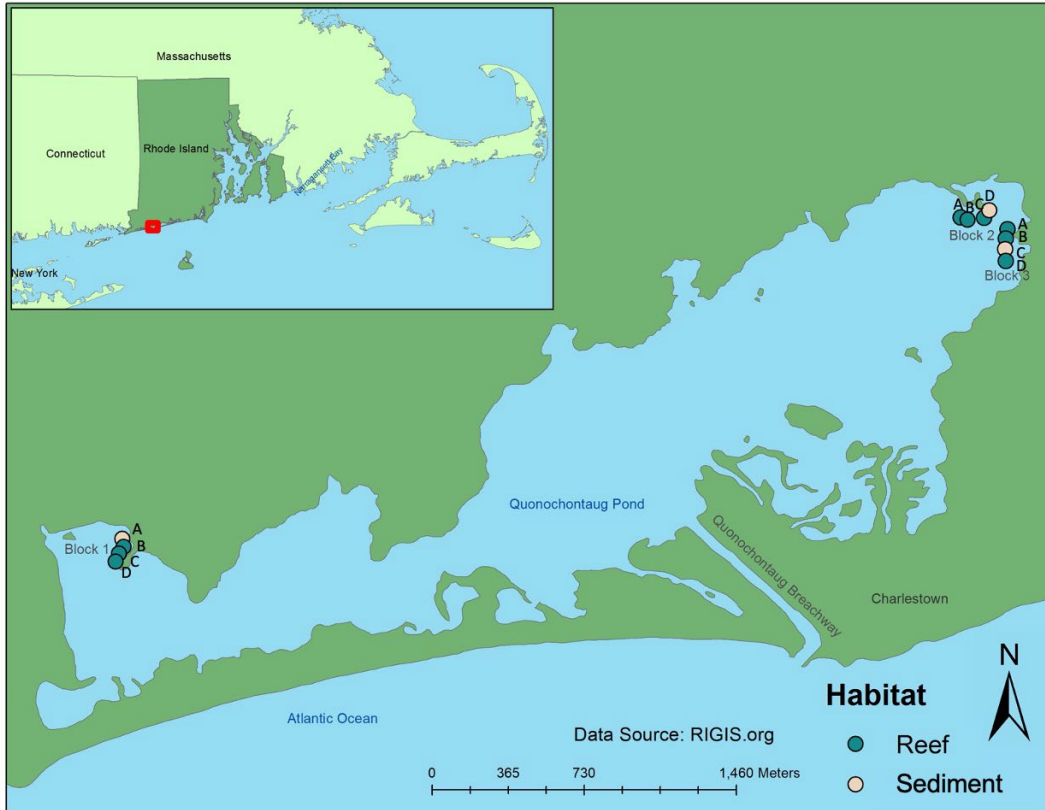 Massachusetts
Connecticut
Rhode Island
Narragansett Bay
New York
D
A
B
C
A
Block 2
B
C
D
Block 3
Quonochontaug Pond
A
Block 1
B
C
D
Quonochontaug Breachway
Charlestown
N
Habitat
Atlantic Ocean
Data Source: RIGIS.org
Reef
0
365
730
1,460 Meters
Sediment